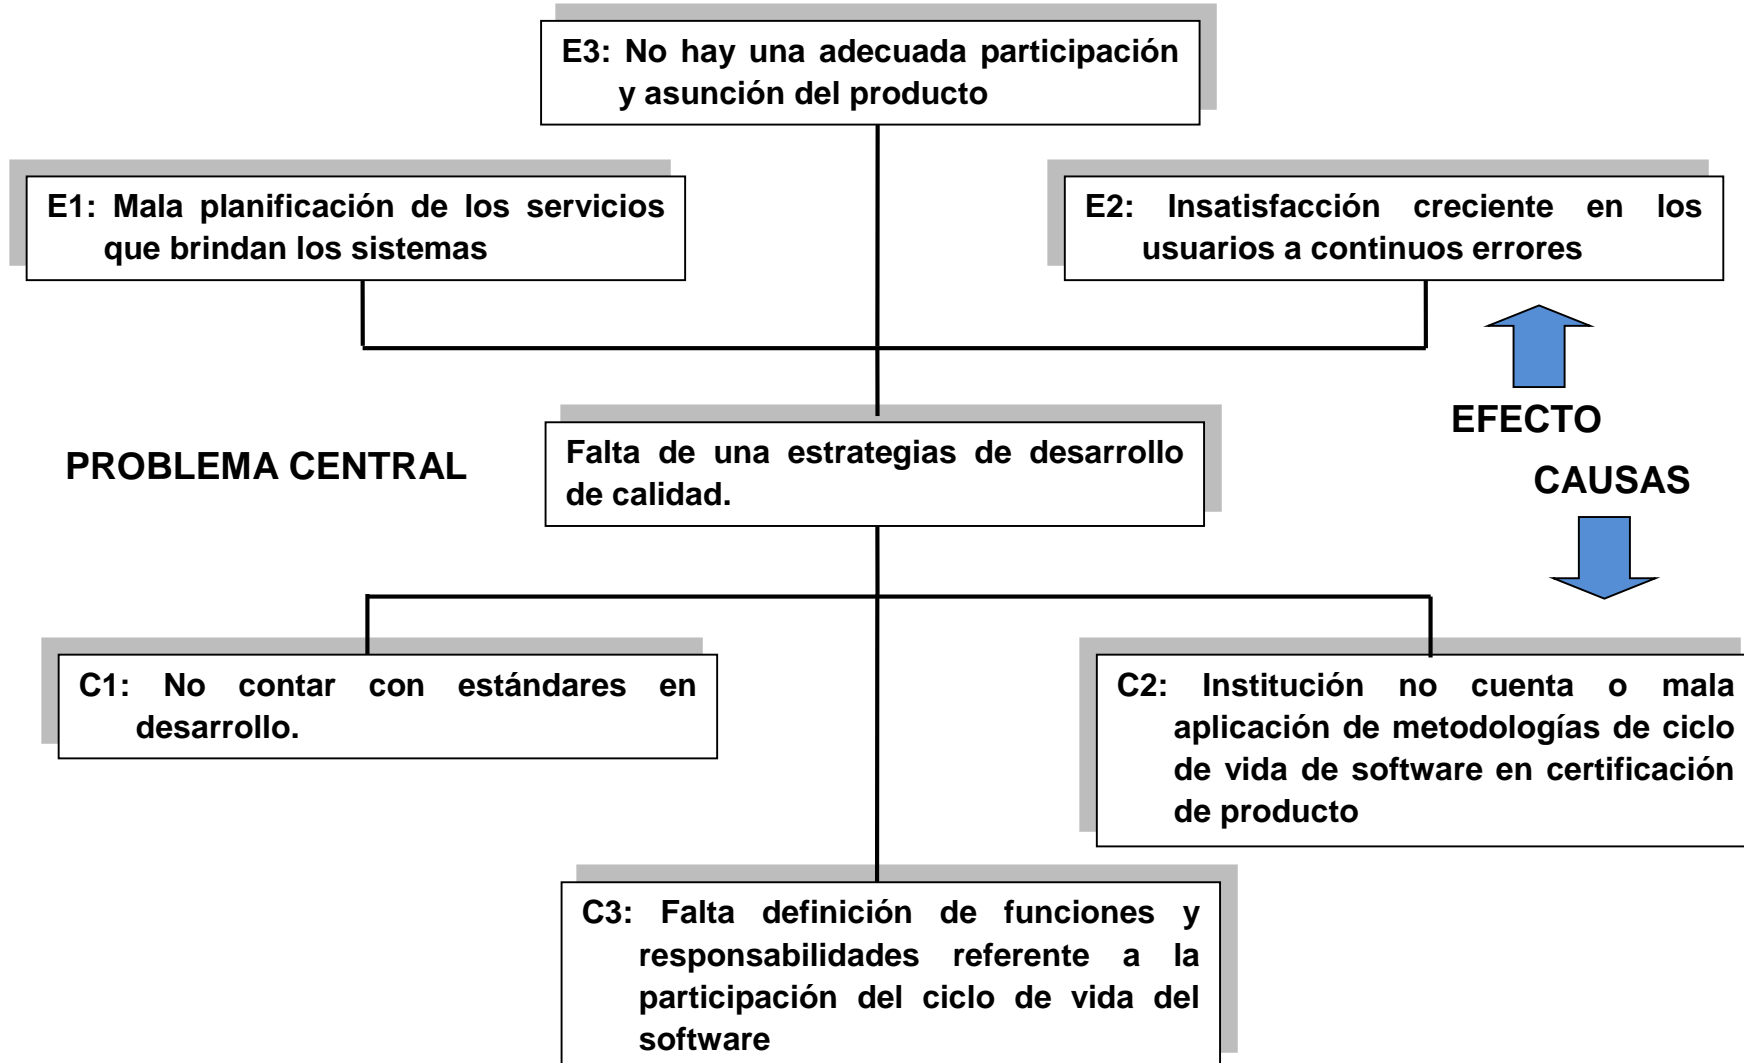 E3: No hay una adecuada participación
y asunción del producto
E1: Mala planificación de los servicios
que brindan los sistemas
E2: Insatisfacción creciente en los
usuarios a continuos errores
EFECTO
PROBLEMA CENTRAL
Falta de una estrategias de desarrollo
de calidad.
CAUSAS
C1: No contar con estándares en
desarrollo.
C2: Institución no cuenta o mala
aplicación de metodologías de ciclo
de vida de software en certificación
de producto
C3: Falta definición de funciones y
responsabilidades referente a la
participación del ciclo de vida del
software